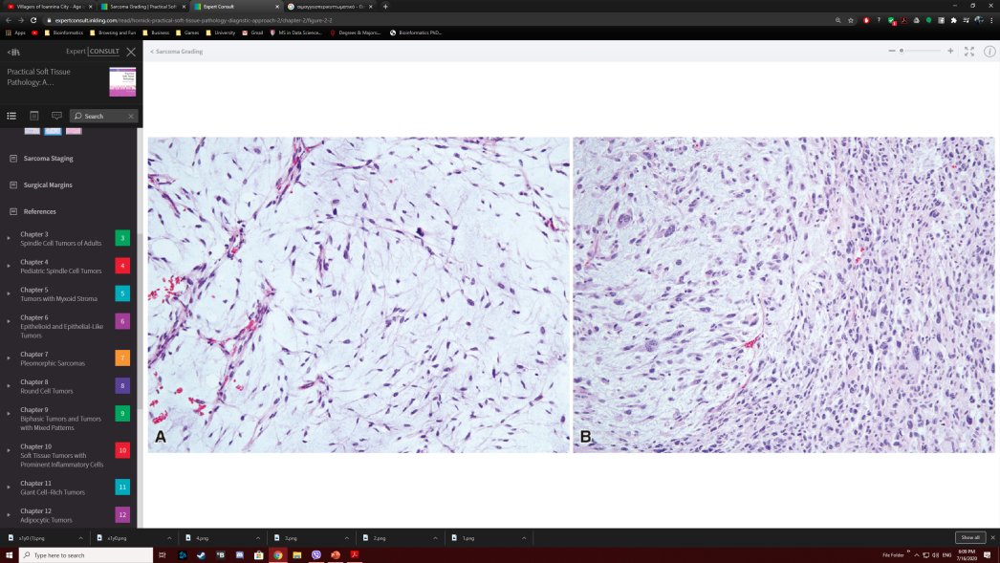 Villagers of Ioannina City - Age
Sarcoma Grading | Practical Soft
Expert Consult
αιμαγγειοπερικυττωματικό - Ελ
expertconsult.inkling.com/read/hornick-practical-soft-tissue-pathology-diagnostic-approach-2/chapter-2/figure-2-2
Apps
Bioinformatics
Browsing and Fun
Business
Games
University
Gmail
MS in Data Science...
Degrees & Majors...
Bioinformatics PhD...
Expert CONSULT
< Sarcoma Grading
Practical Soft Tissue
Pathology: A...
Search
Sarcoma Staging
Surgical Margins
References
Chapter 3
Spindle Cell Tumors of Adults
3
Chapter 4
Pediatric Spindle Cell Tumors
4
Chapter 5
Tumors with Myxoid Stroma
5
Chapter 6
Epithelioid and Epithelial-Like
Tumors
6
Chapter 7
Pleomorphic Sarcomas
7
Chapter 8
Round Cell Tumors
8
Chapter 9
Biphasic Tumors and Tumors
with Mixed Patterns
9
Chapter 10
Soft Tissue Tumors with
Prominent Inflammatory Cells
10
Chapter 11
Giant Cell–Rich Tumors
11
Chapter 12
Adipocytic Tumors
12
A
B
s1y0 (1).png
s1y0.png
4.png
3.png
2.png
1.png
Show all
Type here to search
File Folder
ENG
6:09 PM
7/16/2020